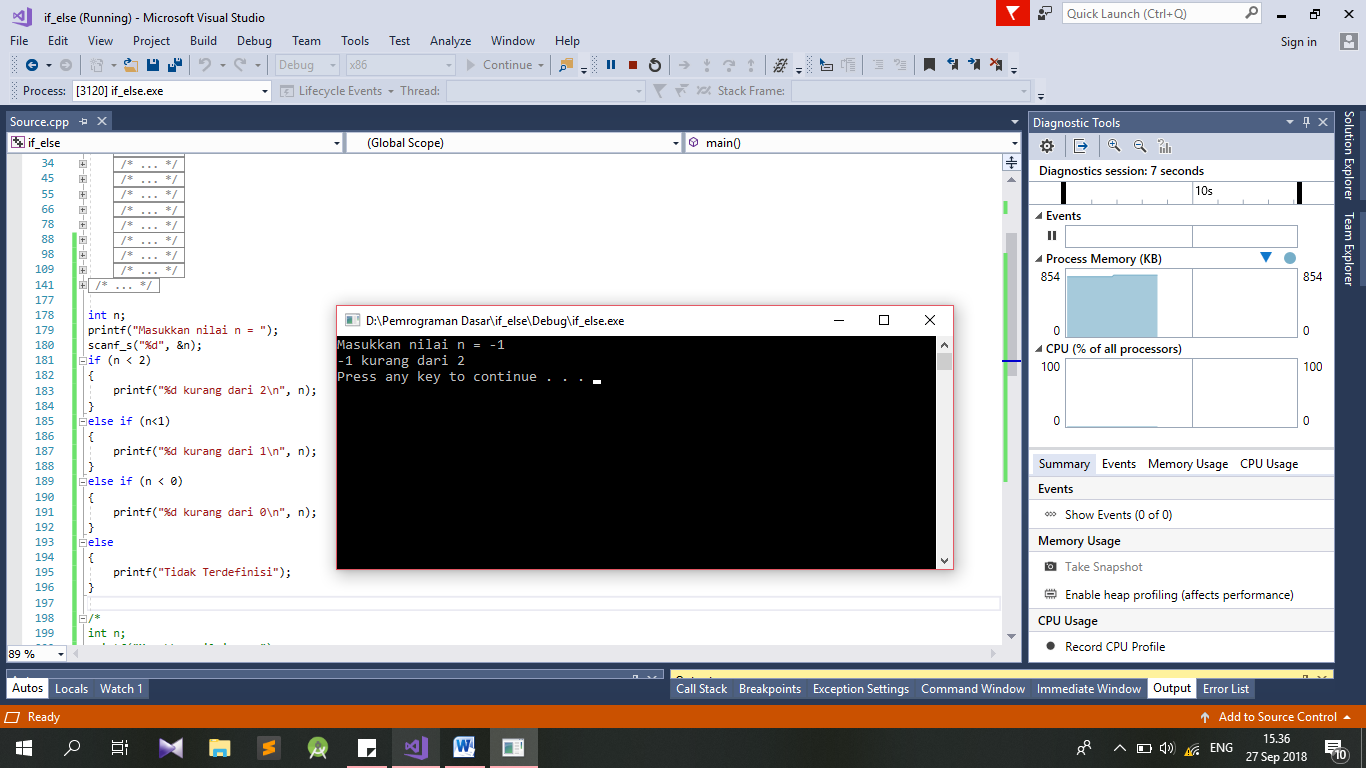 if_else (Running) - Microsoft Visual Studio
Quick Launch (Ctrl+Q)
File Edit View Project Build Debug Team Tools Test Analyze Window Help
Sign in
Debug x86 Continue
Process: [3120] if_else.exe Lifecycle Events Thread: Stack Frame:
Source.cpp
if_else (Global Scope) main()
34 /* ... */
45 /* ... */
55 /* ... */
66 /* ... */
78 /* ... */
88 /* ... */
98 /* ... */
109 /* ... */
141 /* ... */
177
178 int n;
179 printf("Masukkan nilai n = ");
180 scanf_s("%d", &n);
181 if (n < 2)
182 {
183 printf("%d kurang dari 2\n", n);
184 }
185 else if (n<1)
186 {
187 printf("%d kurang dari 1\n", n);
188 }
189 else if (n < 0)
190 {
191 printf("%d kurang dari 0\n", n);
192 }
193 else
194 {
195 printf("Tidak Terdefinisi");
196 }
197
198 /*
199 int n;
89 %
D:\Pemrograman Dasar\if_else\Debug\if_else.exe
Masukkan nilai n = -1
-1 kurang dari 2
Press any key to continue . . .
Diagnostic Tools
Diagnostics session: 7 seconds
10s
Events
Process Memory (KB)
854 854
0 0
CPU (% of all processors)
100 100
0 0
Summary Events Memory Usage CPU Usage
Events
Show Events (0 of 0)
Memory Usage
Take Snapshot
Enable heap profiling (affects performance)
CPU Usage
Record CPU Profile
Solution Explorer
Team Explorer
Autos Locals Watch 1
Call Stack Breakpoints Exception Settings Command Window Immediate Window Output Error List
Ready
Add to Source Control
ENG
15.36
27 Sep 2018
10